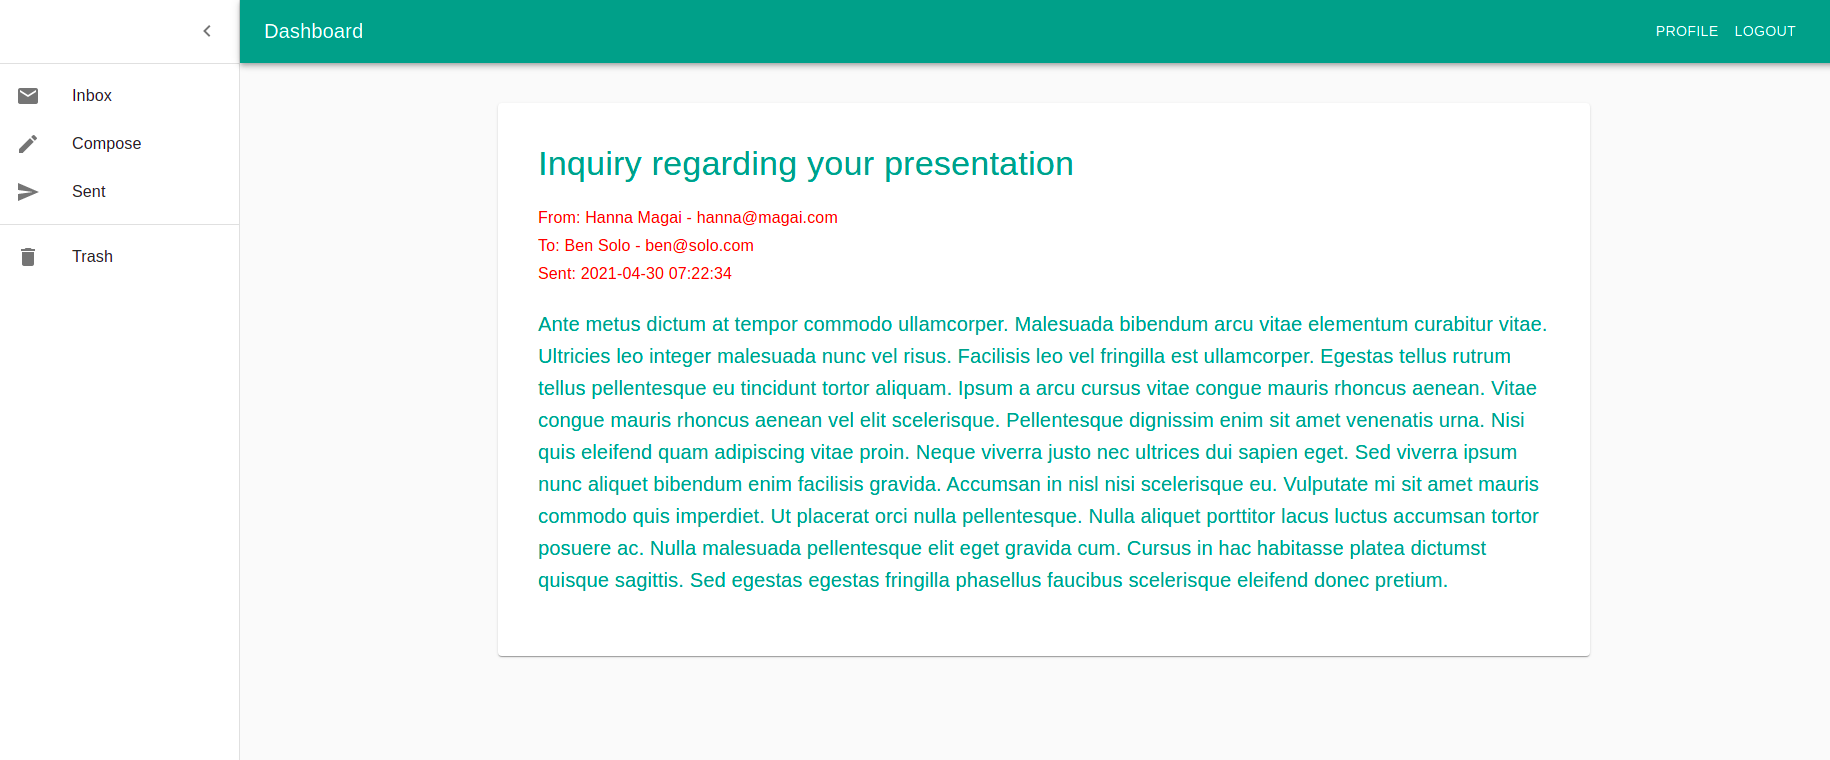 Dashboard
PROFILE LOGOUT
Inbox
Compose
Sent
Trash
Inquiry regarding your presentation
From: Hanna Magai - hanna@magai.com
To: Ben Solo - ben@solo.com
Sent: 2021-04-30 07:22:34
Ante metus dictum at tempor commodo ullamcorper. Malesuada bibendum arcu vitae elementum curabitur vitae.
Ultricies leo integer malesuada nunc vel risus. Facilisis leo vel fringilla est ullamcorper. Egestas tellus rutrum
tellus pellentesque eu tincidunt tortor aliquam. Ipsum a arcu cursus vitae congue mauris rhoncus aenean. Vitae
congue mauris rhoncus aenean vel elit scelerisque. Pellentesque dignissim enim sit amet venenatis urna. Nisi
quis eleifend quam adipiscing vitae proin. Neque viverra justo nec ultrices dui sapien eget. Sed viverra ipsum
nunc aliquet bibendum enim facilisis gravida. Accumsan in nisl nisi scelerisque eu. Vulputate mi sit amet mauris
commodo quis imperdiet. Ut placerat orci nulla pellentesque. Nulla aliquet porttitor lacus luctus accumsan tortor
posuere ac. Nulla malesuada pellentesque elit eget gravida cum. Cursus in hac habitasse platea dictumst
quisque sagittis. Sed egestas egestas fringilla phasellus faucibus scelerisque eleifend donec pretium.